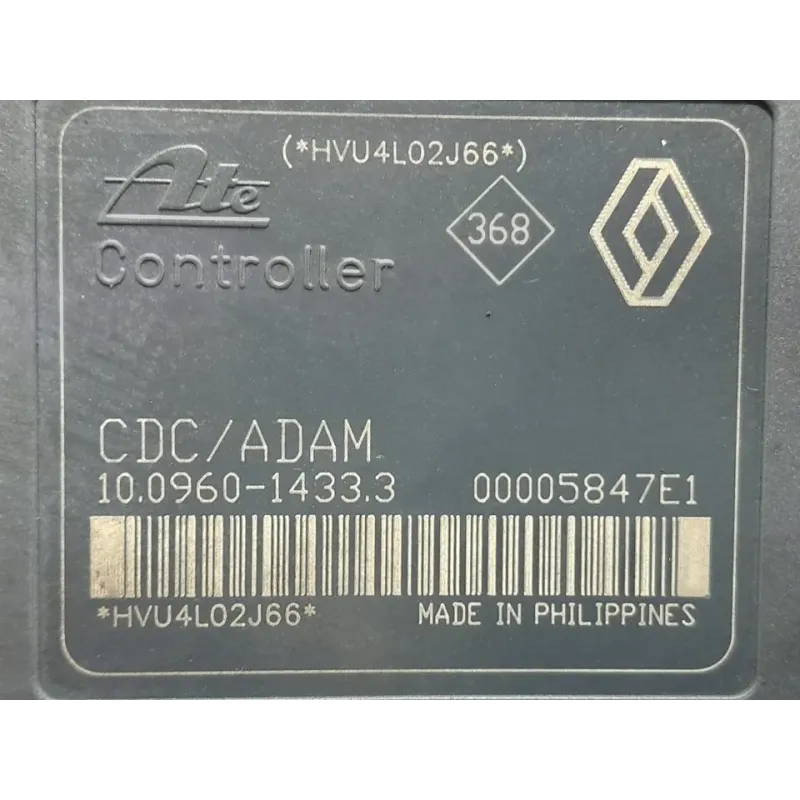 (*HVU4L02J66*)
Ate
368
Controller
CDC/ADAM
10.0960-1433.3 00005847E1
*HVU4L02J66* MADE IN PHILIPPINES